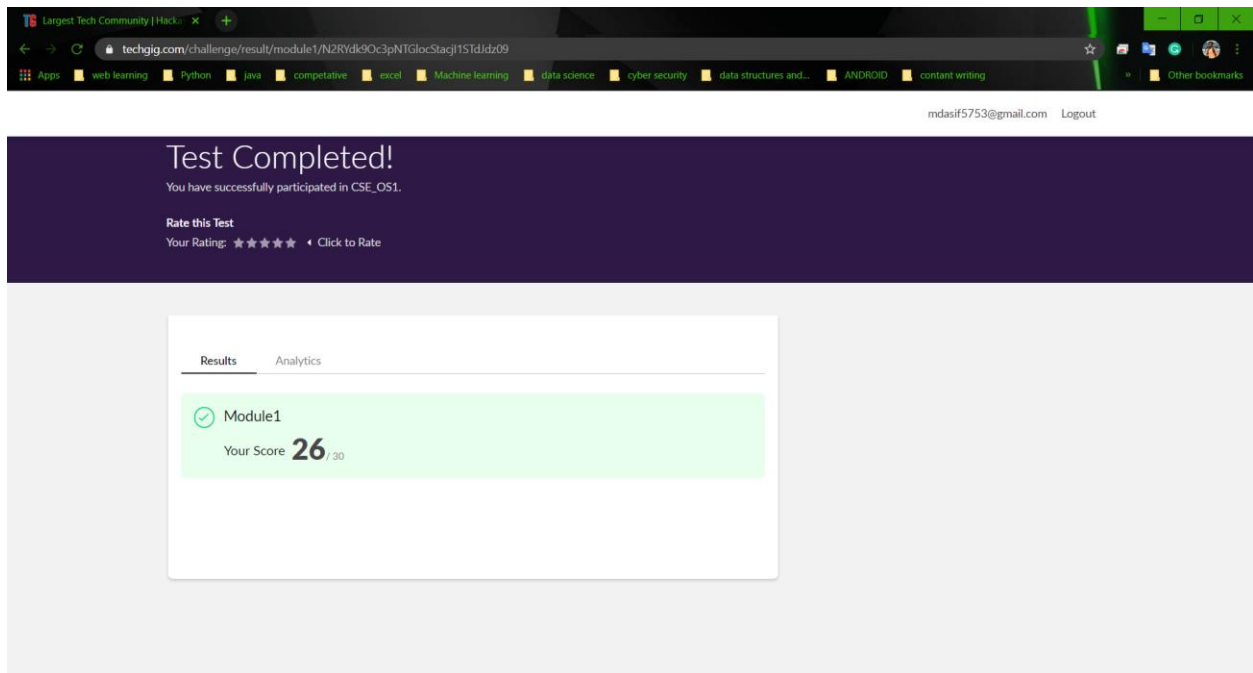 Largest Tech Community | Hacka
techgig.com/challenge/result/module1/N2RYdk9Oc3pNTGlocStacjI1STdJdz09
Apps web learning Python java competative excel Machine learning data science cyber security data structures and... ANDROID contant writing » Other bookmarks
mdasif5753@gmail.com Logout
Test Completed!
You have successfully participated in CSE_OS1.
Rate this Test
Your Rating: Click to Rate
Results Analytics
Module1
Your Score 26 / 30